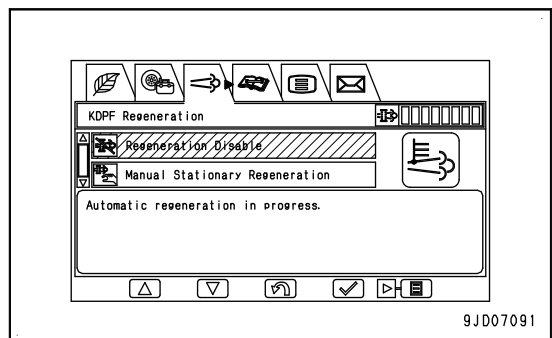 KDPF Regeneration
Regeneration Disable
Manual Stationary Regeneration
Automatic regeneration in progress.
9JD07091